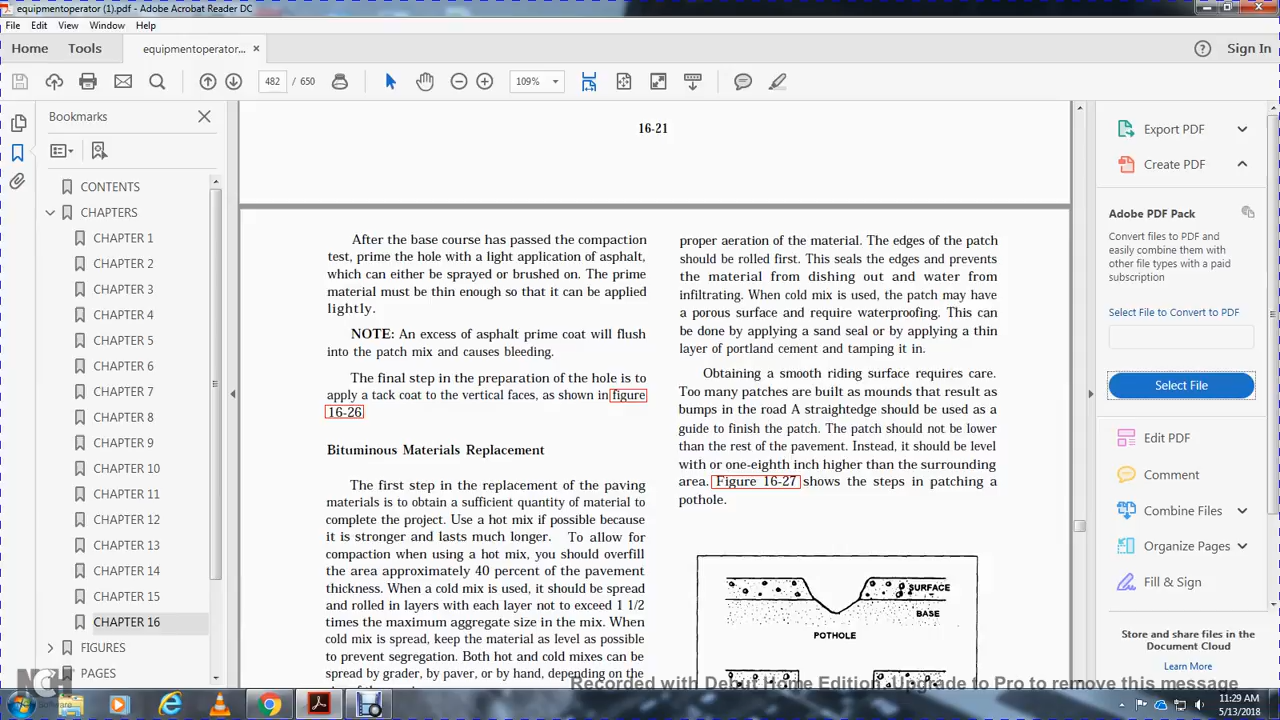 equipmentoperator (1).pdf - Adobe Acrobat Reader DC
File Edit View Window Help
Home Tools equipmentoperator... Sign In
482 / 650 109%
Bookmarks
CONTENTS
CHAPTERS
CHAPTER 1
CHAPTER 2
CHAPTER 3
CHAPTER 4
CHAPTER 5
CHAPTER 6
CHAPTER 7
CHAPTER 8
CHAPTER 9
CHAPTER 10
CHAPTER 11
CHAPTER 12
CHAPTER 13
CHAPTER 14
CHAPTER 15
CHAPTER 16
FIGURES
PAGES
16-21
After the base course has passed the compaction
test, prime the hole with a light application of asphalt,
which can either be sprayed or brushed on. The prime
material must be thin enough so that it can be applied
lightly.
NOTE: An excess of asphalt prime coat will flush
into the patch mix and causes bleeding.
The final step in the preparation of the hole is to
apply a tack coat to the vertical faces, as shown in figure
16-26
Bituminous Materials Replacement
The first step in the replacement of the paving
materials is to obtain a sufficient quantity of material to
complete the project. Use a hot mix if possible because
it is stronger and lasts much longer. To allow for
compaction when using a hot mix, you should overfill
the area approximately 40 percent of the pavement
thickness. When a cold mix is used, it should be spread
and rolled in layers with each layer not to exceed 1 1/2
times the maximum aggregate size in the mix. When
cold mix is spread, keep the material as level as possible
to prevent segregation. Both hot and cold mixes can be
spread by grader, by paver, or by hand, depending on the
proper aeration of the material. The edges of the patch
should be rolled first. This seals the edges and prevents
the material from dishing out and water from
infiltrating. When cold mix is used, the patch may have
a porous surface and require waterproofing. This can
be done by applying a sand seal or by applying a thin
layer of portland cement and tamping it in.
Obtaining a smooth riding surface requires care.
Too many patches are built as mounds that result as
bumps in the road A straightedge should be used as a
guide to finish the patch. The patch should not be lower
than the rest of the pavement. Instead, it should be level
with or one-eighth inch higher than the surrounding
area. Figure 16-27 shows the steps in patching a
pothole.
SURFACE
BASE
POTHOLE
Export PDF
Create PDF
Adobe PDF Pack
Convert files to PDF and
easily combine them with
other file types with a paid
subscription
Select File to Convert to PDF
Select File
Edit PDF
Comment
Combine Files
Organize Pages
Fill & Sign
Store and share files in the
Document Cloud
Learn More
NCH
Software
Recorded with Debut Home Edition. Upgrade to Pro to remove this message
11:29 AM
5/13/2018